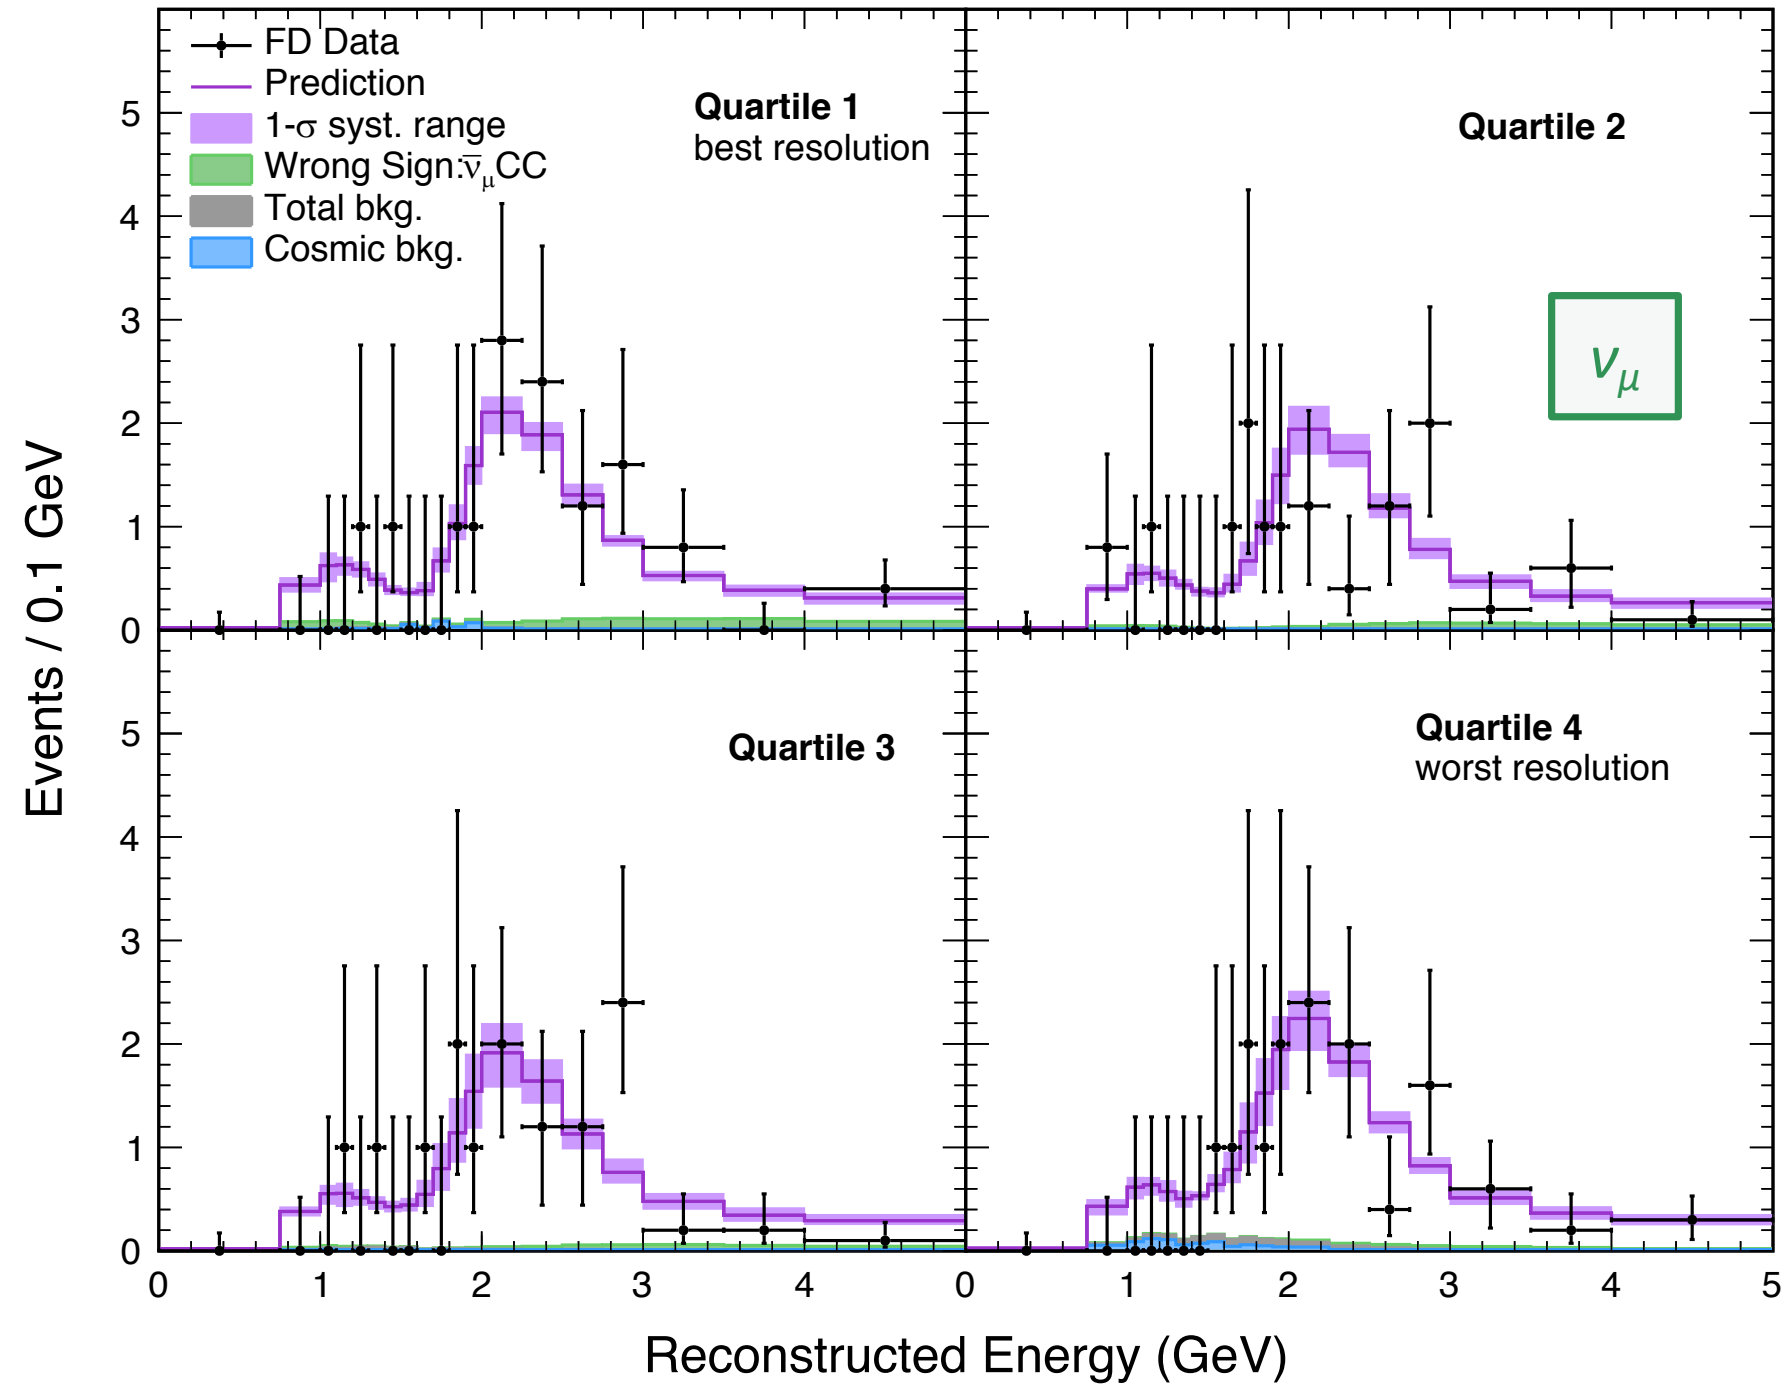 FD Data
Prediction
1-σ syst. range
Wrong Sign:ν̅μCC
Total bkg.
Cosmic bkg.
Quartile 1
best resolution
Quartile 2
νμ
Quartile 3
Quartile 4
worst resolution
Events / 0.1 GeV
5
4
3
2
1
0
5
4
3
2
1
0
0 1 2 3 4 0 1 2 3 4 5
Reconstructed Energy (GeV)